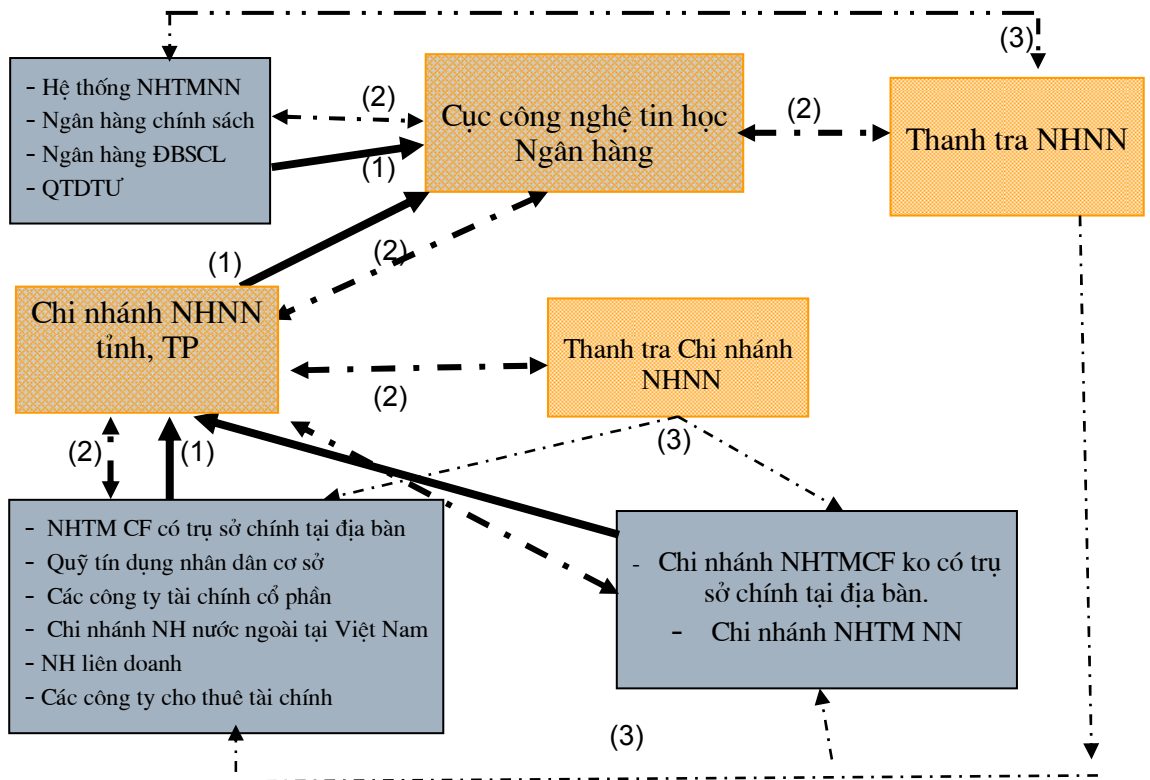 (3)
- Hệ thống NHTMNN
- Ngân hàng chính sách
- Ngân hàng ĐBSCL
- QTDTƯ
(2)
(1)
Cục công nghệ tin học
Ngân hàng
(2)
Thanh tra NHNN
(1)
(2)
Chi nhánh NHNN
tỉnh, TP
(2)
Thanh tra Chi nhánh
NHNN
(2)
(1)
(3)
- NHTM CF có trụ sở chính tại địa bàn
- Quỹ tín dụng nhân dân cơ sở
- Các công ty tài chính cổ phần
- Chi nhánh NH nước ngoài tại Việt Nam
- NH liên doanh
- Các công ty cho thuê tài chính
- Chi nhánh NHTMCF ko có trụ
sở chính tại địa bàn.
- Chi nhánh NHTM NN
(3)